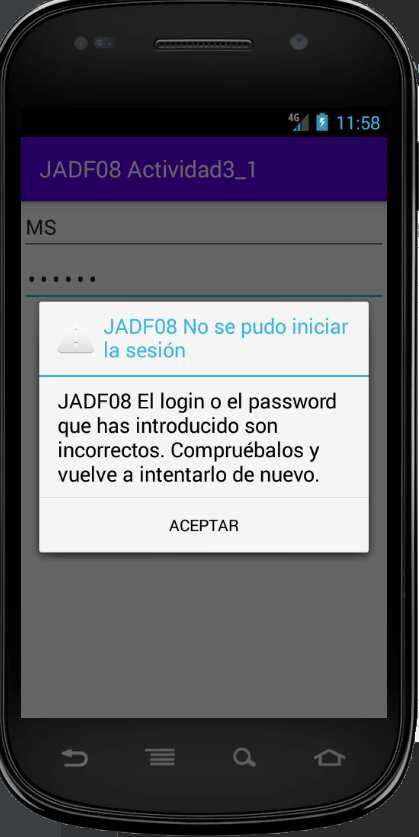 4G 11:58
JADF08 Actividad3_1
MS
••••••
JADF08 No se pudo iniciar
la sesión
JADF08 El login o el password
que has introducido son
incorrectos. Compruébalos y
vuelve a intentarlo de nuevo.
ACEPTAR